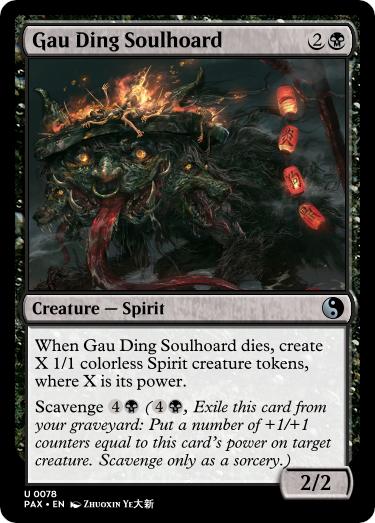 Gau Ding Soulhoard 2
Creature — Spirit
When Gau Ding Soulhoard dies, create
X 1/1 colorless Spirit creature tokens,
where X is its power.
Scavenge 4 (4, Exile this card from
your graveyard: Put a number of +1/+1
counters equal to this card's power on target
creature. Scavenge only as a sorcery.)
2/2
U 0078
PAX • EN Zhuoxin Ye大新